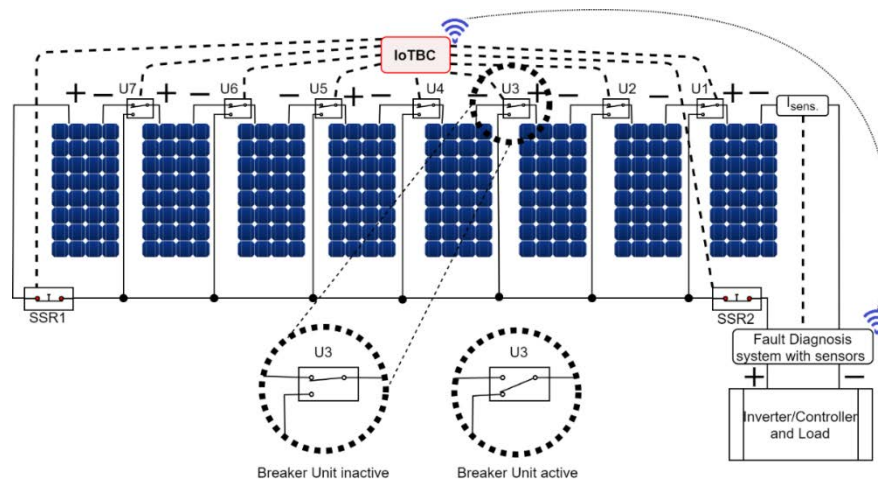 IoTBC
U7
U6
U5
U4
U3
U2
U1
+ − + − − + − − − + − − + −
Isens.
SSR1
SSR2
Fault Diagnosis
system with sensors
+ −
Inverter/Controller
and Load
U3
U3
Breaker Unit inactive
Breaker Unit active